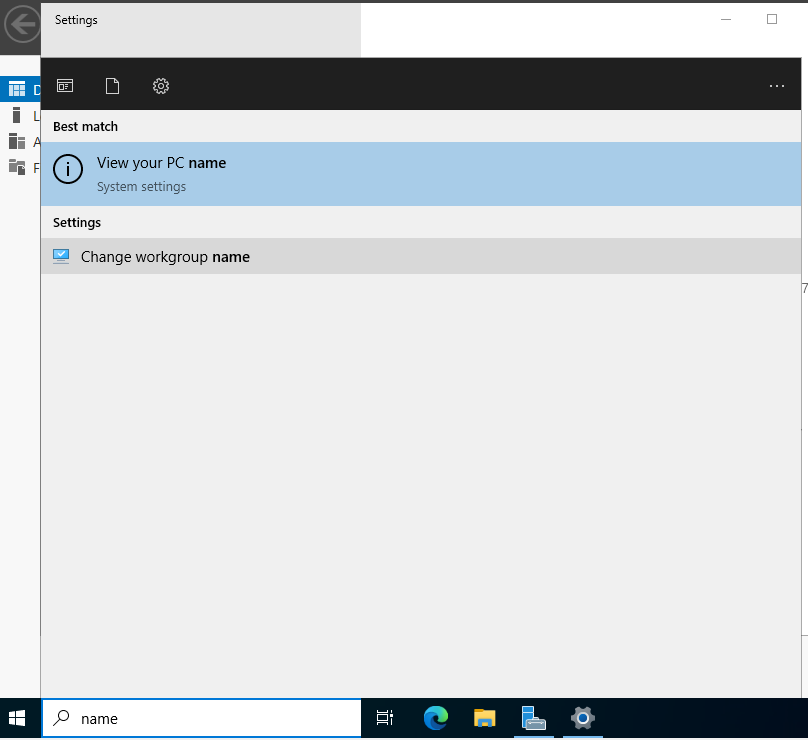 Settings
Best match
View your PC name
System settings
Settings
Change workgroup name
D
L
A
F
7
name